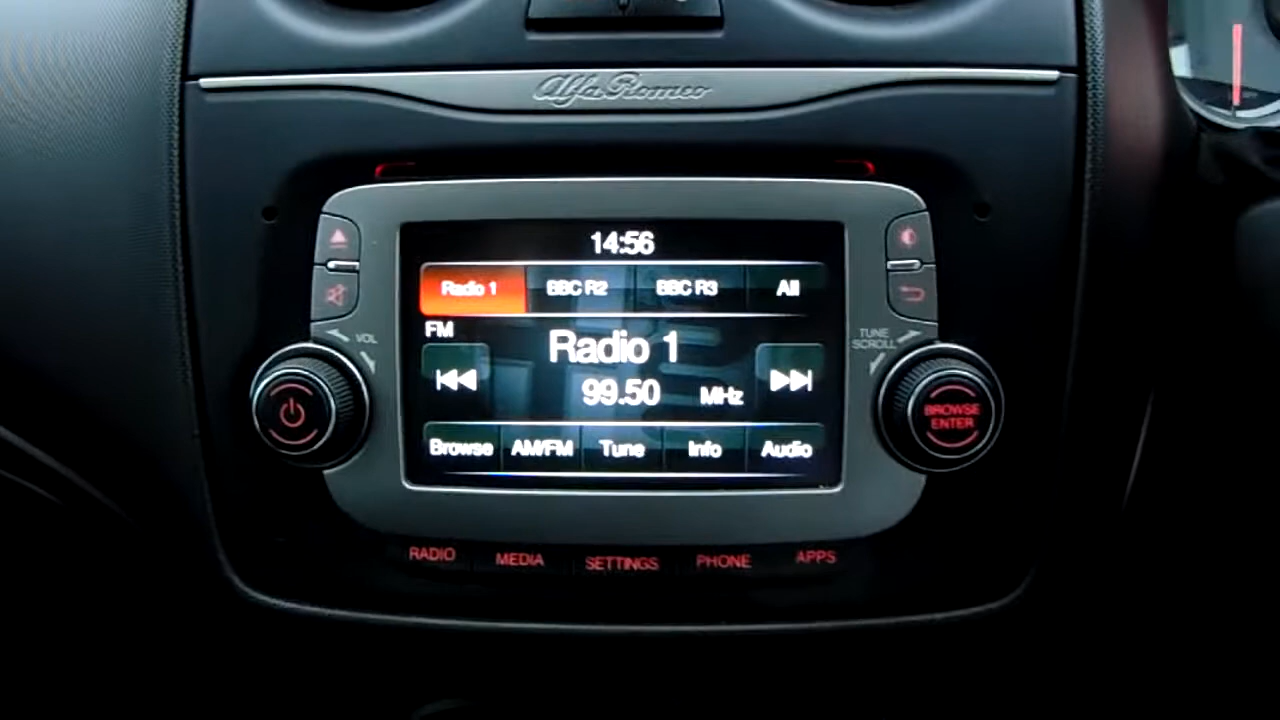 Alfa Romeo
14:56
Radio 1 BBC R2 BBC R3 All
FM
Radio 1
99.50 MHz
Browse AM/FM Tune Info Audio
VOL
TUNE
SCROLL
BROWSE
ENTER
RADIO MEDIA SETTINGS PHONE APPS